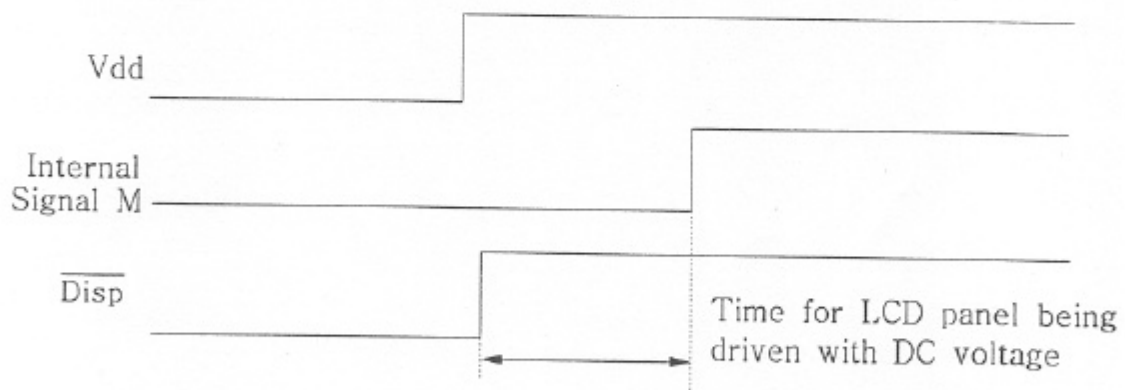 Vdd
Internal
Signal M
Disp
Time for LCD panel being
driven with DC voltage